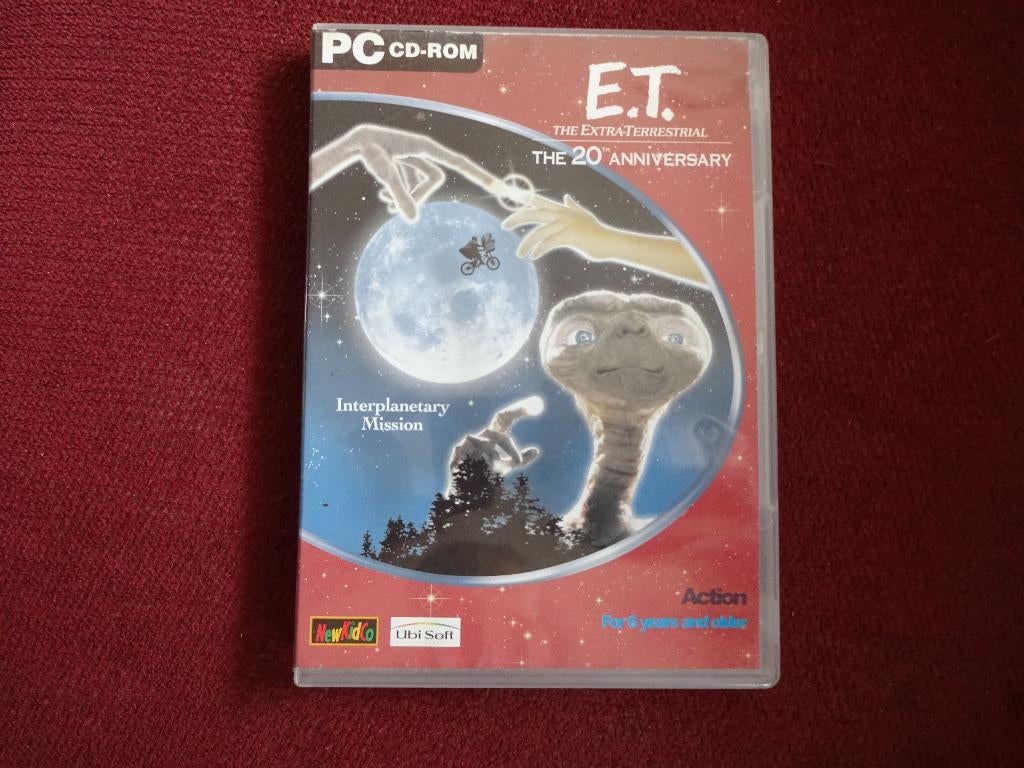 PC CD-ROM
E.T.
THE EXTRA-TERRESTRIAL
THE 20TH ANNIVERSARY
Interplanetary
Mission
Action
For 6 years and older
NewKidCo
Ubi Soft